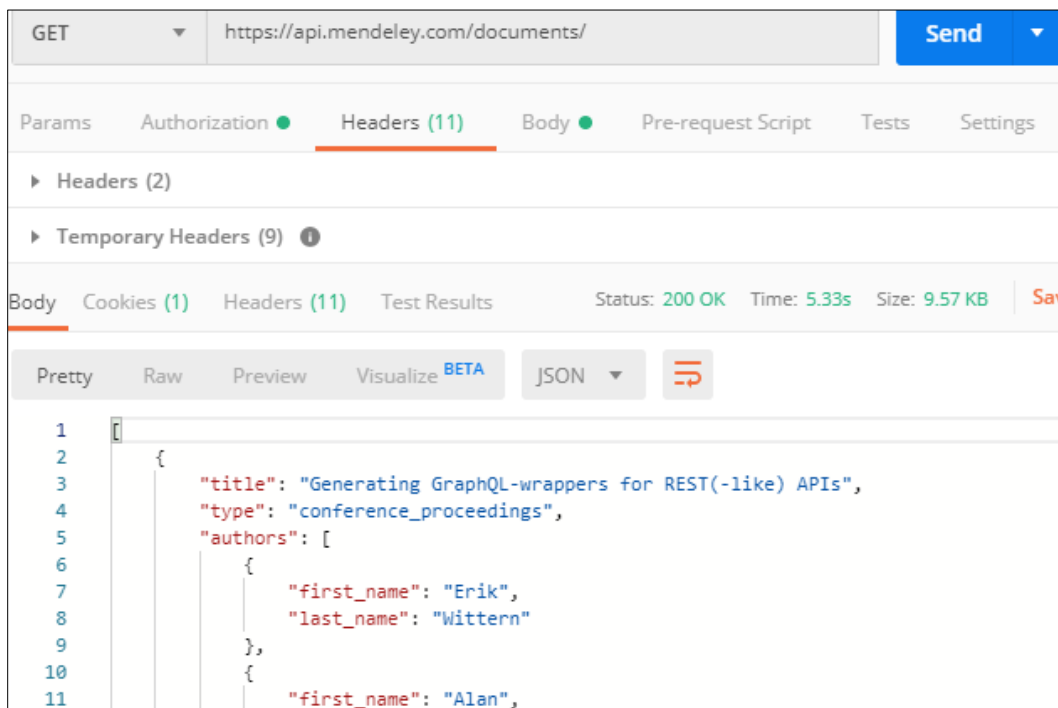 GET https://api.mendeley.com/documents/ Send
Params Authorization Headers (11) Body Pre-request Script Tests Settings
Headers (2)
Temporary Headers (9)
Body Cookies (1) Headers (11) Test Results Status: 200 OK Time: 5.33s Size: 9.57 KB Sav
Pretty Raw Preview Visualize BETA JSON
1 [
2 {
3 "title": "Generating GraphQL-wrappers for REST(-like) APIs",
4 "type": "conference_proceedings",
5 "authors": [
6 {
7 "first_name": "Erik",
8 "last_name": "Wittern"
9 },
10 {
11 "first_name": "Alan",